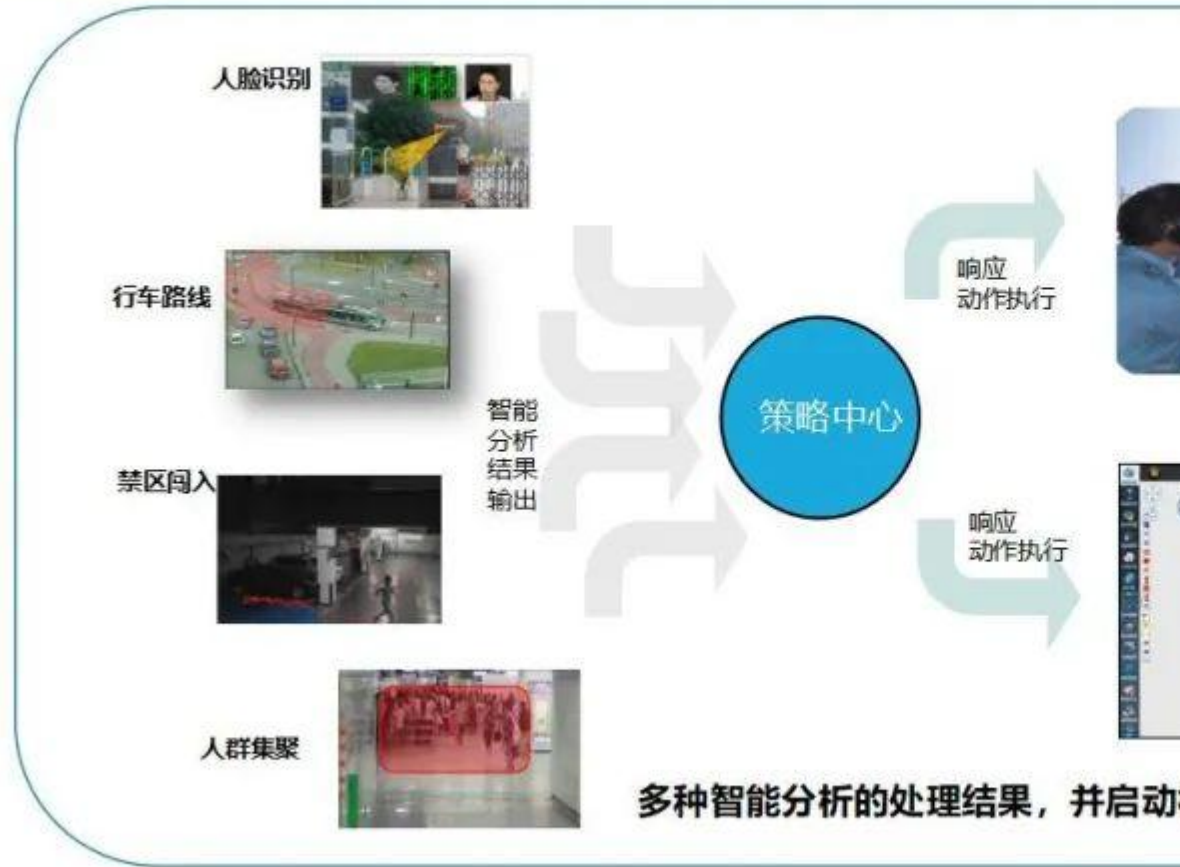 人脸识别
行车路线
禁区闯入
人群集聚
智能
分析
结果
输出
策略中心
响应
动作执行
响应
动作执行
多种智能分析的处理结果，并启动